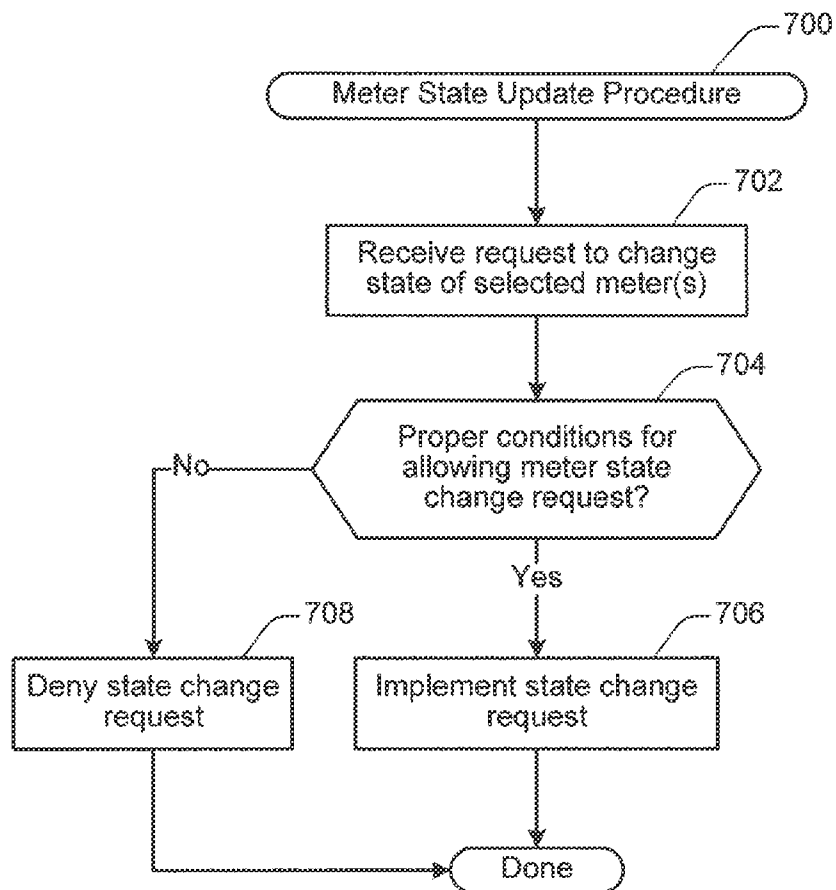 700
Meter State Update Procedure
702
Receive request to change
state of selected meter(s)
704
Proper conditions for
allowing meter state
change request?
No
Yes
708
706
Deny state change
request
Implement state change
request
Done